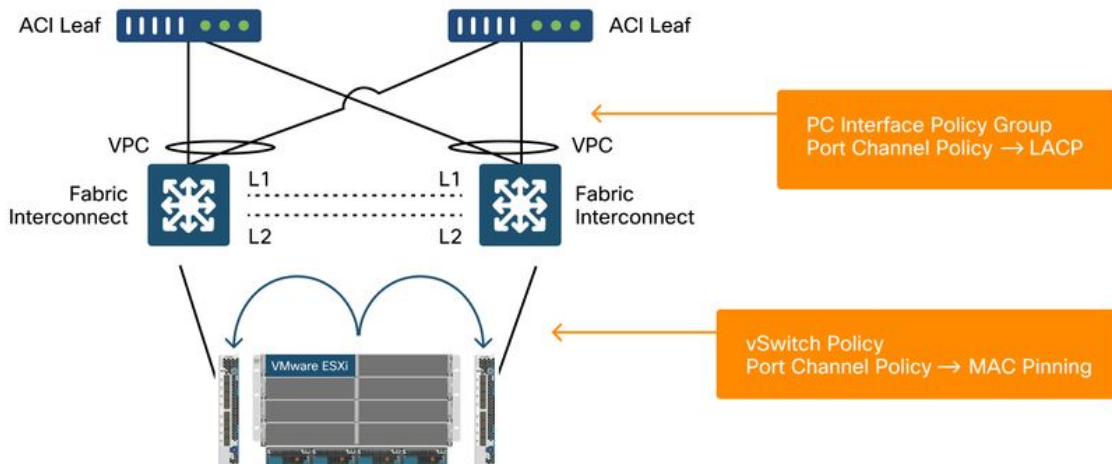 ACI Leaf
ACI Leaf
PC Interface Policy Group
Port Channel Policy → LACP
VPC
VPC
L1
L1
Fabric
Interconnect
Fabric
Interconnect
L2
L2
vSwitch Policy
Port Channel Policy → MAC Pinning
VMware ESXi